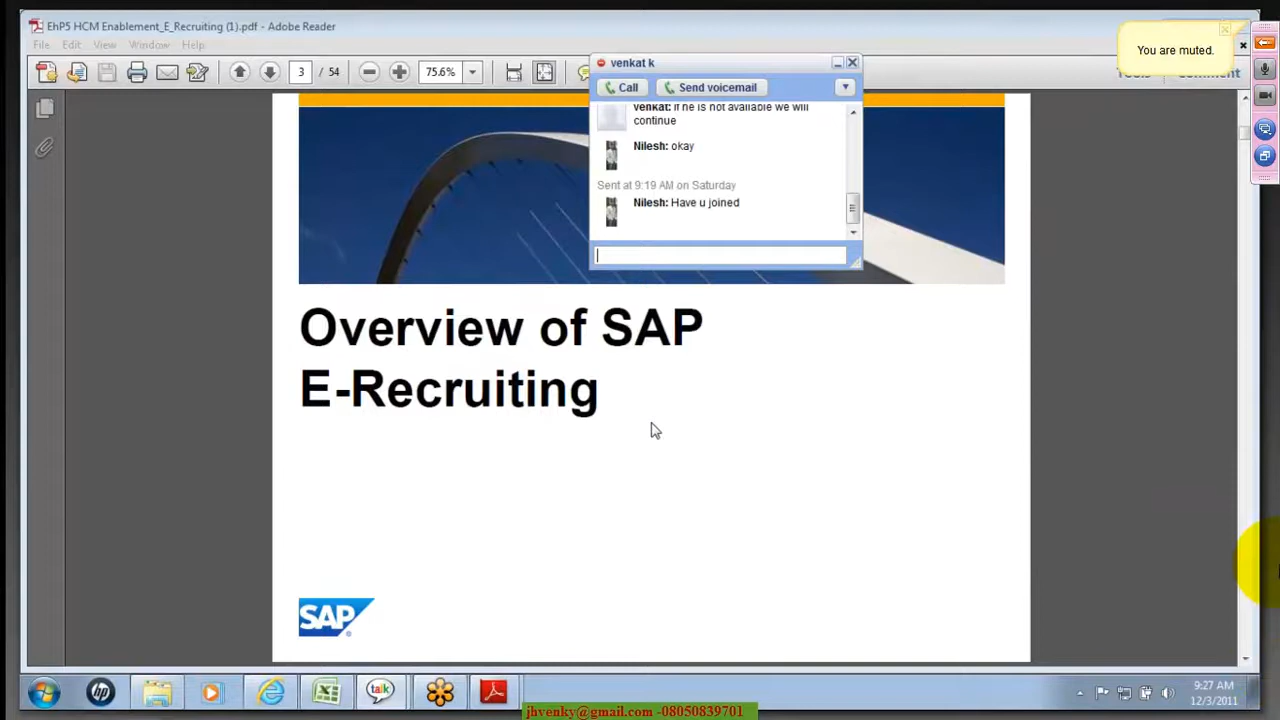 EhP5 HCM Enablement_E_Recruiting (1).pdf - Adobe Reader
File Edit View Window Help
3 / 54 75.6%
You are muted.
Comment
venkat k
Call Send voicemail
venkat: if he is not available we will
continue
Nilesh: okay
Sent at 9:19 AM on Saturday
Nilesh: Have u joined
Overview of SAP
E-Recruiting
SAP
hp
talk
9:27 AM
12/3/2011
jhvenky@gmail.com -08050839701